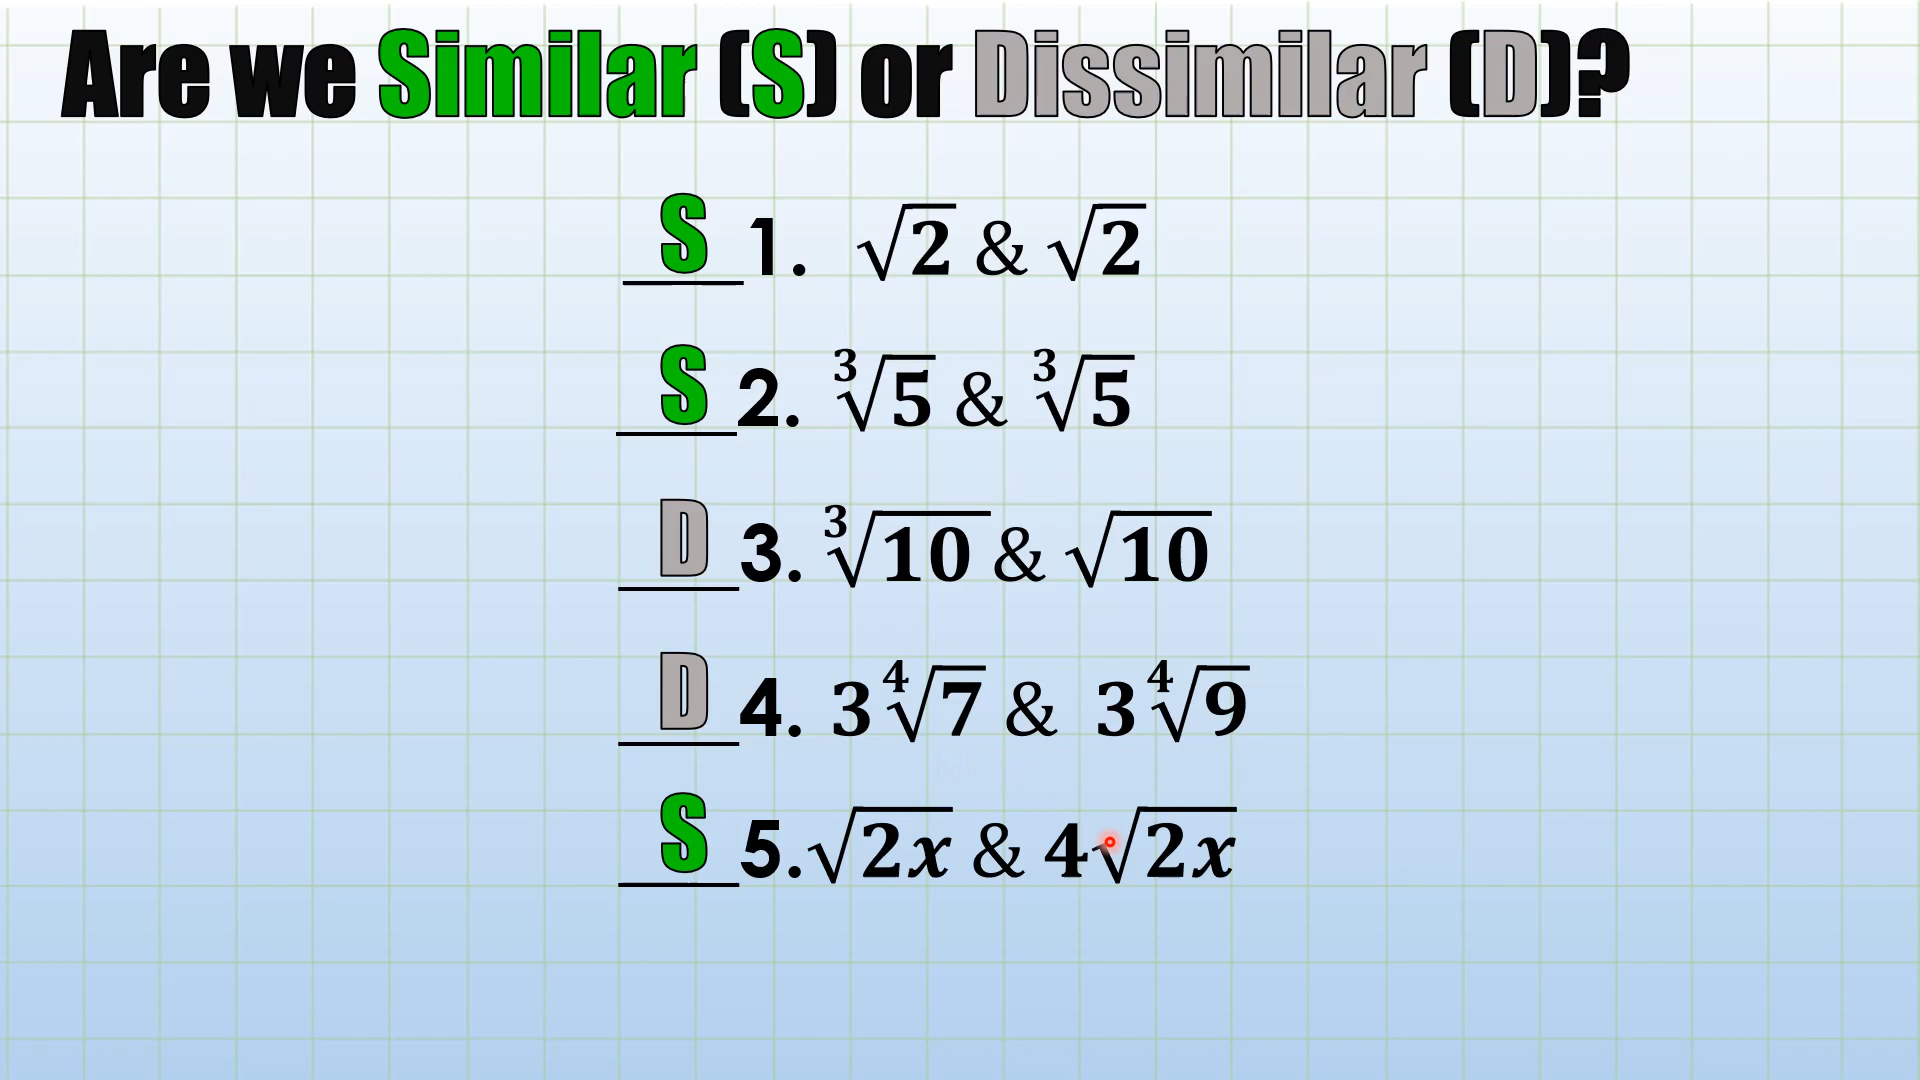 Are we Similar (S) or Dissimilar (D)?
S 1. √2 & √2
S 2. ∛5 & ∛5
D 3. ∛10 & √10
D 4. 3∜7 & 3∜9
S 5. √2x & 4√2x